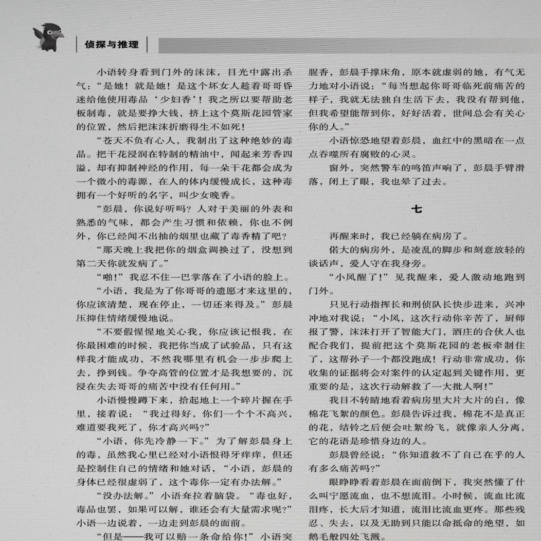 侦探与推理
小语转身看到门外的沫沫，目光中露出杀
气：“是她！就是她！是这个坏女人趁着哥哥昏
迷给他使用毒品‘少妇香’！我之所以要帮助老
板制毒，就是要挣大钱，挤上这个莫斯花园管家
的位置，然后把沫沫折磨得生不如死！
“苍天不负有心人，我制出了这种绝妙的毒
品。把干花浸润在特制的精油中，闻起来芳香四
溢，却有抑制神经的作用，每一朵干花都会成为
一个微小的毒源，在人的体内缓慢成长，这种毒
拥有一个好听的名字，叫少女晚香。
“彭晨，你说好听吗？人对于美丽的外表和
熟悉的气味，都会产生习惯和依赖，你也不例
外，你已经闻不出抽的烟里也藏了毒香精了吧？
“那天晚上我把你的烟盒调换过了，没想到
第二天你就发病了。”
“啪！”我忍不住一巴掌落在了小语的脸上。
“小语，我是为了你哥哥的遗愿才来这里的，
你应该清楚，现在停止，一切还来得及。”彭晨
压抑住情绪缓慢地说。
“不要假惺惺地关心我，你应该记恨我，在
你最困难的时候，我把你当成了试验品，只有这
样我才能成功，不然我哪里有机会一步步爬上
去，挣到钱。争夺高管的位置才是我想要的，沉
浸在失去哥哥的痛苦中没有任何用。”
小语慢慢蹲下来，拾起地上一个碎片握在手
里，接着说：“我过得好，你们一个个不高兴，
难道要我死了，你才高兴吗？”
“小语，你先冷静一下。”为了解彭晨身上
的毒，虽然我心里已经对小语恨得牙痒痒，但还
是控制住自己的情绪和她对话，“小语，彭晨的
身体已经很虚弱了，这个毒你一定有办法解。”
“没办法解。”小语耷拉着脑袋。“毒也好，
毒品也罢，如果可以解，谁还会有大量需求呢？”
小语一边说着，一边走到彭晨的面前。
“但是——我可以赔一条命给你！”小语突
腥香，彭晨手撑床角，原本就虚弱的她，有气无
力地对小语说：“每当想起你哥哥临死前痛苦的
样子，我就无法独自生活下去，我没有帮到他，
但我希望能帮到你，好好活着，世间总会有关心
你的人。”
小语惊恐地望着彭晨，血红中的黑暗在一点
点吞噬所有腐败的心灵。
窗外，突然警车的鸣笛声响了，彭晨手臂滑
落，闭上了眼，我也晕了过去。
七
再醒来时，我已经躺在病房了。
偌大的病房外，是凌乱的脚步和刻意放轻的
谈话声，爱人守在我身旁。
“小风醒了！”见我醒来，爱人激动地跑到
门外。
只见行动指挥长和刑侦队长快步进来，兴冲
冲地对我说：“小风，这次行动你辛苦了，厨师
报了警，沫沫打开了智能大门，酒庄的合伙人也
配合我们，提前把这个莫斯花园的老板牵制住
了，这帮孙子一个都没跑成！行动非常成功，你
收集的证据将会对案件的认定起到关键作用，更
重要的是，这次行动解救了一大批人啊！”
我目不转睛地看着病房里大片大片的白，像
棉花飞絮的颜色。彭晨告诉过我，棉花不是真正
的花，结铃之后便会吐絮纷飞，就像亲人分离，
它的花语是珍惜身边的人。
彭晨曾经说：“你知道救不了自己在乎的人
有多么痛苦吗？”
眼睁睁看着彭晨在面前倒下，我突然懂了什
么叫宁愿流血，也不想流泪。小时候，流血比流
泪疼，长大后才知道，流泪比流血更疼。那些残
忍、失去，以及无助到只能以命抵命的绝望，如
鹅毛般四处飞溅。